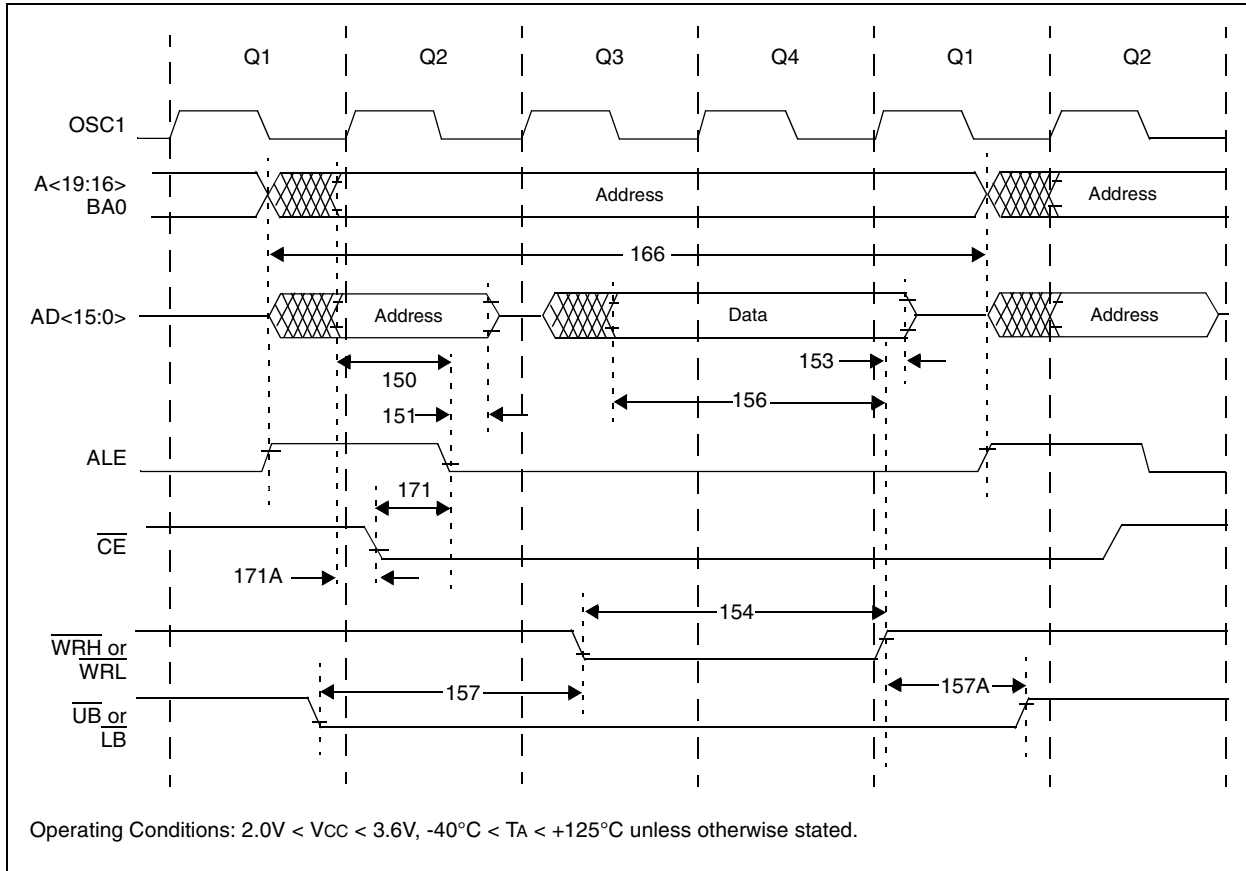 Q1 Q2 Q3 Q4 Q1 Q2
OSC1
A<19:16>
BA0
Address Address
166
AD<15:0>
Address Data Address
150
153
151
156
ALE
171
CE
171A
154
WRH or
WRL
157
157A
UB or
LB
Operating Conditions: 2.0V < VCC < 3.6V, -40°C < TA < +125°C unless otherwise stated.